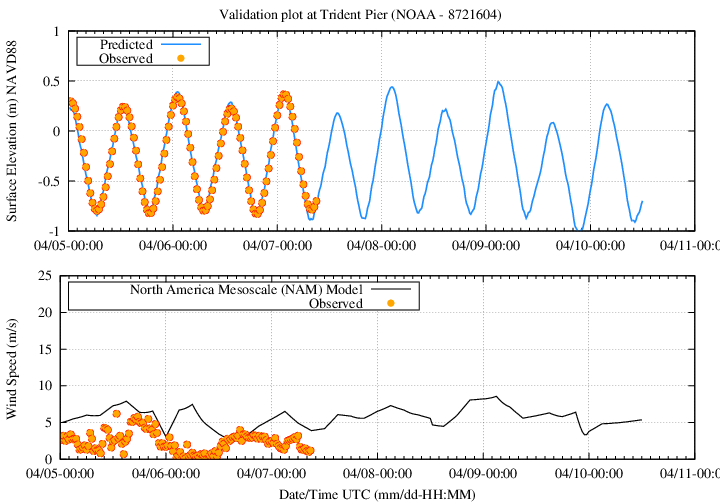 Validation plot at Trident Pier (NOAA - 8721604)
Surface Elevation (m) NAVD88
1
0.5
0
-0.5
-1
Predicted
Observed
04/05-00:00 04/06-00:00 04/07-00:00 04/08-00:00 04/09-00:00 04/10-00:00 04/11-00:00
Wind Speed (m/s)
25
20
15
10
5
0
North America Mesoscale (NAM) Model
Observed
04/05-00:00 04/06-00:00 04/07-00:00 04/08-00:00 04/09-00:00 04/10-00:00 04/11-00:00
Date/Time UTC (mm/dd-HH:MM)